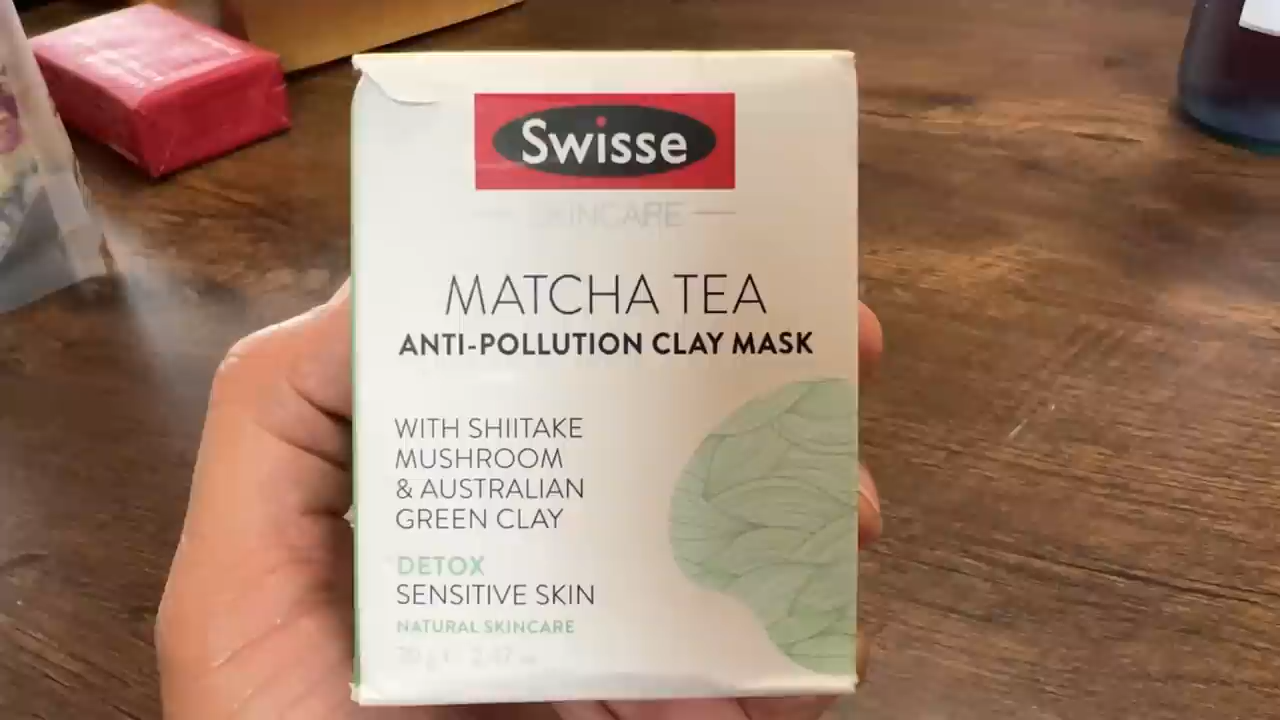 Swisse
SKINCARE
MATCHA TEA
ANTI-POLLUTION CLAY MASK
WITH SHIITAKE
MUSHROOM
& AUSTRALIAN
GREEN CLAY
DETOX
SENSITIVE SKIN
NATURAL SKINCARE